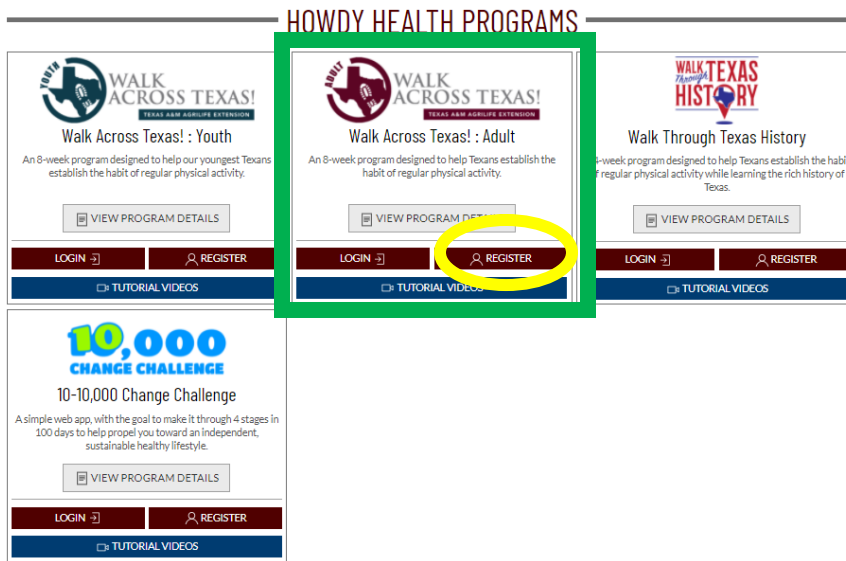 HOWDY HEALTH PROGRAMS
YOUTH
WALK
ACROSS TEXAS!
TEXAS A&M AGRILIFE EXTENSION
Walk Across Texas! : Youth
An 8-week program designed to help our youngest Texans
establish the habit of regular physical activity.
VIEW PROGRAM DETAILS
LOGIN
REGISTER
TUTORIAL VIDEOS
ADULT
WALK
ACROSS TEXAS!
TEXAS A&M AGRILIFE EXTENSION
Walk Across Texas! : Adult
An 8-week program designed to help Texans establish the
habit of regular physical activity.
VIEW PROGRAM DETAILS
LOGIN
REGISTER
TUTORIAL VIDEOS
WALK Through TEXAS
HISTORY
Walk Through Texas History
4-week program designed to help Texans establish the habi
of regular physical activity while learning the rich history of
Texas.
VIEW PROGRAM DETAILS
LOGIN
REGISTER
TUTORIAL VIDEOS
10,000
CHANGE CHALLENGE
10-10,000 Change Challenge
A simple web app, with the goal to make it through 4 stages in
100 days to help propel you toward an independent,
sustainable healthy lifestyle.
VIEW PROGRAM DETAILS
LOGIN
REGISTER
TUTORIAL VIDEOS